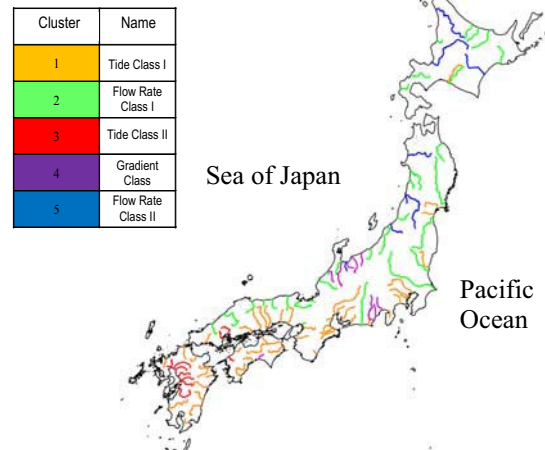 Cluster Name
1 Tide Class I
2 Flow Rate
Class I
3 Tide Class II
4 Gradient
Class
5 Flow Rate
Class II
Sea of Japan
Pacific
Ocean